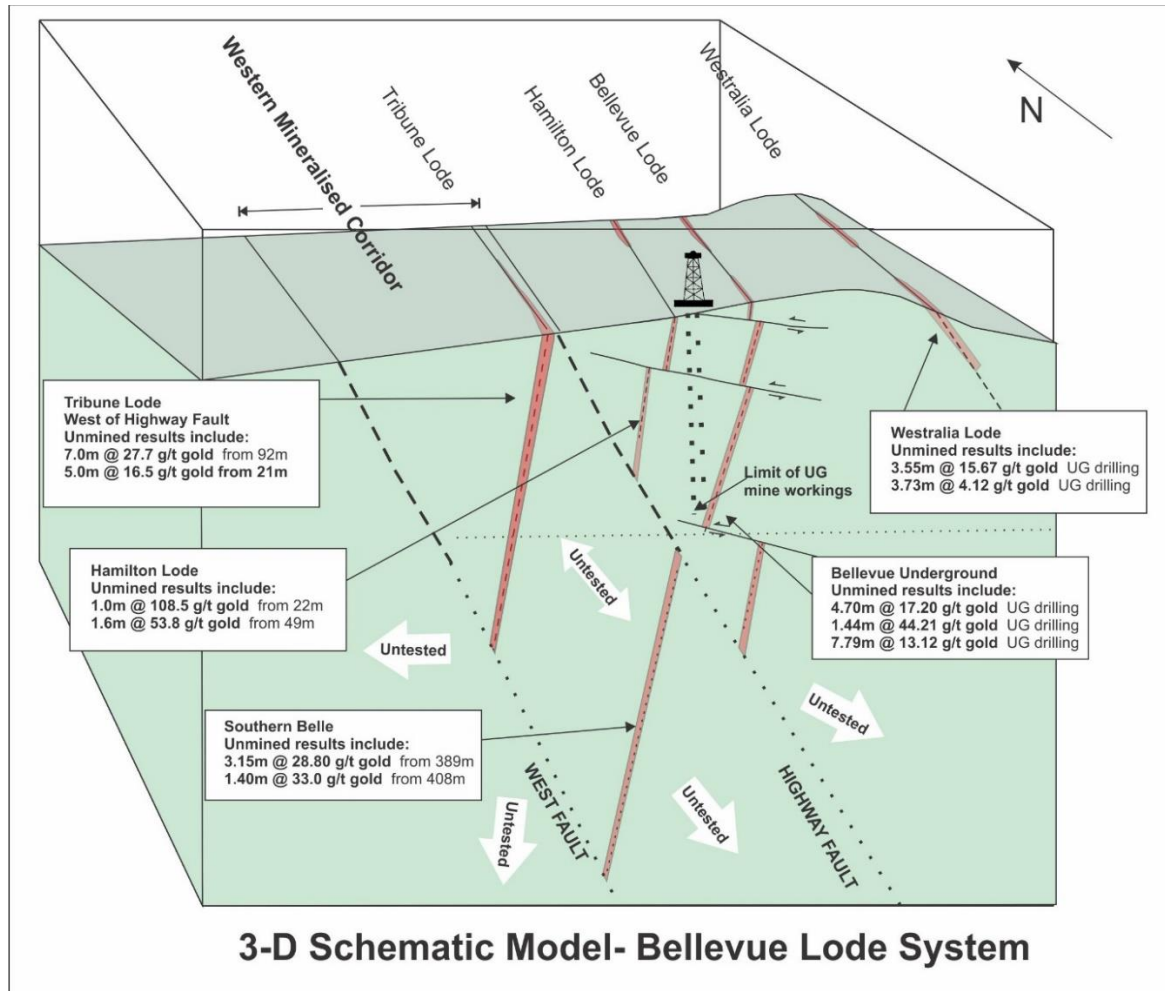 Western Mineralised Corridor
Tribune Lode
Hamilton Lode
Bellevue Lode
Westralia Lode
N
Tribune Lode
West of Highway Fault
Unmined results include:
7.0m @ 27.7 g/t gold from 92m
5.0m @ 16.5 g/t gold from 21m
Westralia Lode
Unmined results include:
3.55m @ 15.67 g/t gold UG drilling
3.73m @ 4.12 g/t gold UG drilling
Limit of UG
mine workings
Hamilton Lode
Unmined results include:
1.0m @ 108.5 g/t gold from 22m
1.6m @ 53.8 g/t gold from 49m
Bellevue Underground
Unmined results include:
4.70m @ 17.20 g/t gold UG drilling
1.44m @ 44.21 g/t gold UG drilling
7.79m @ 13.12 g/t gold UG drilling
Untested
Untested
Untested
Southern Belle
Unmined results include:
3.15m @ 28.80 g/t gold from 389m
1.40m @ 33.0 g/t gold from 408m
Untested
Untested
WEST FAULT
HIGHWAY FAULT
3-D Schematic Model- Bellevue Lode System